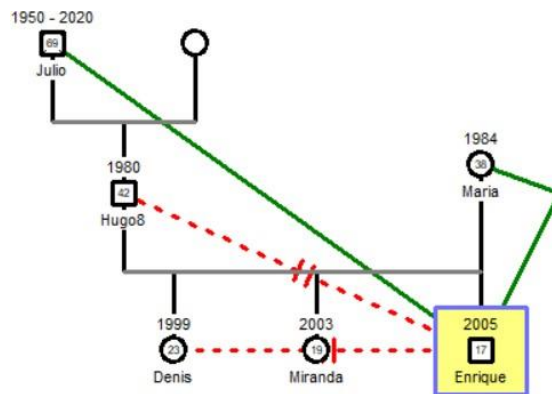 1950 - 2020
69
Julio
1984
38
Maria
1980
42
Hugo8
1999
2003
2005
23
19
17
Denis
Miranda
Enrique